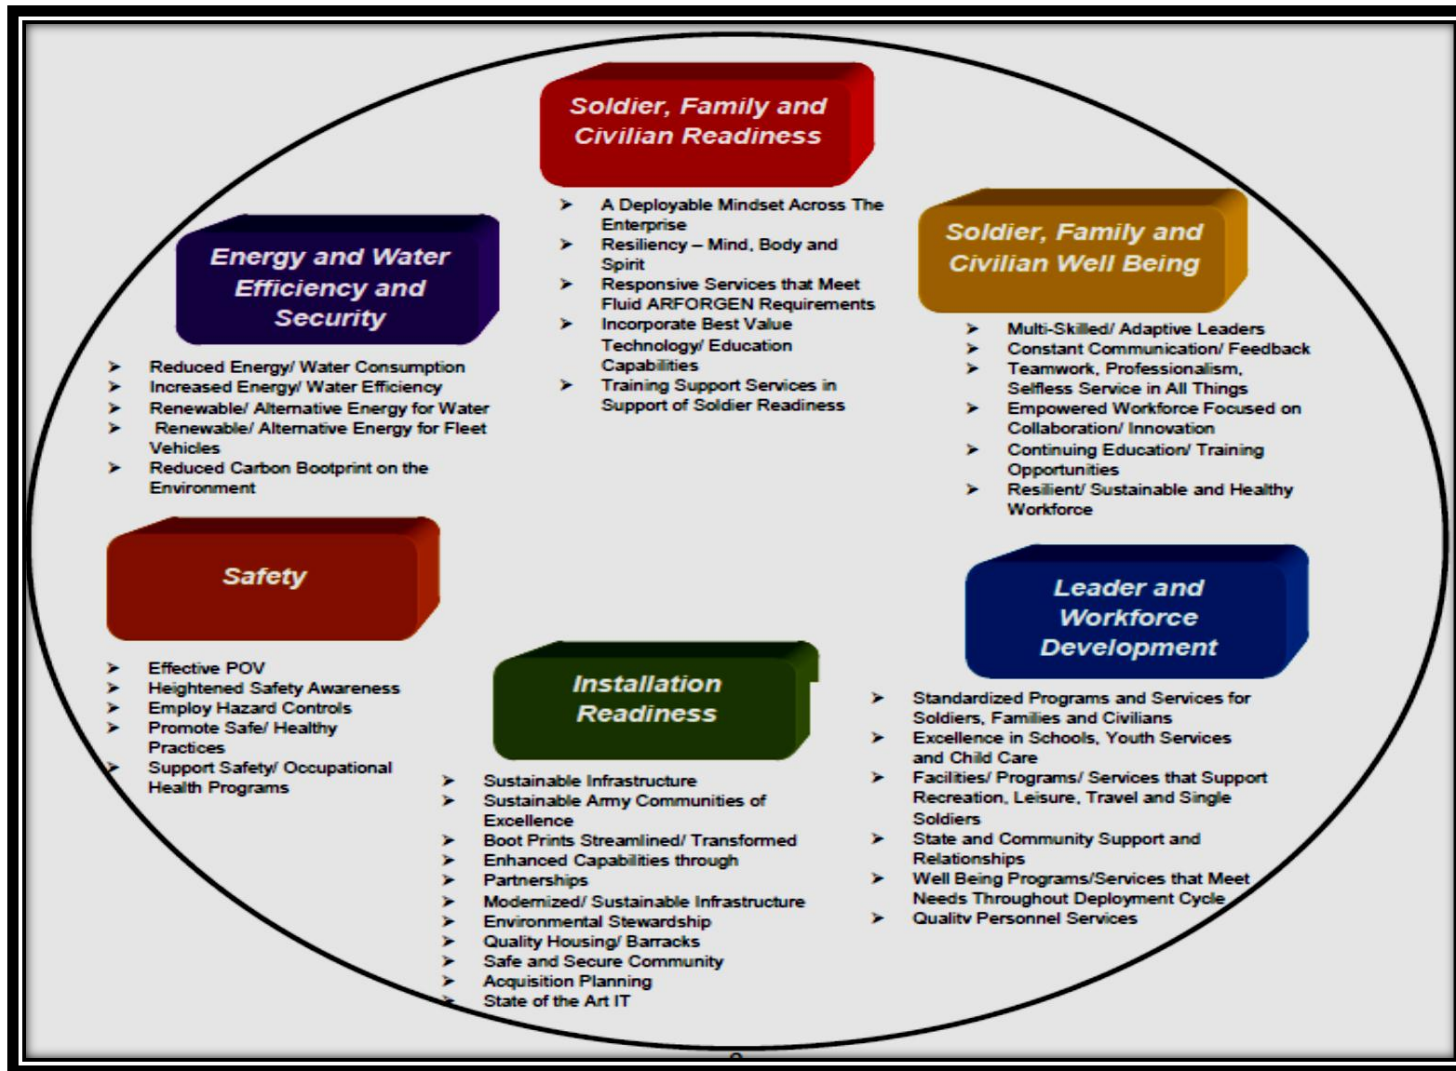 Soldier, Family and
Civilian Readiness
➢ A Deployable Mindset Across The
Enterprise
➢ Resiliency – Mind, Body and
Spirit
➢ Responsive Services that Meet
Fluid ARFORGEN Requirements
➢ Incorporate Best Value
Technology/ Education
Capabilities
➢ Training Support Services in
Support of Soldier Readiness
Soldier, Family and
Civilian Well Being
➢ Multi-Skilled/ Adaptive Leaders
➢ Constant Communication/ Feedback
➢ Teamwork, Professionalism,
Selfless Service in All Things
➢ Empowered Workforce Focused on
Collaboration/ Innovation
➢ Continuing Education/ Training
Opportunities
➢ Resilient/ Sustainable and Healthy
Workforce
Energy and Water
Efficiency and
Security
➢ Reduced Energy/ Water Consumption
➢ Increased Energy/ Water Efficiency
➢ Renewable/ Alternative Energy for Water
➢ Renewable/ Alternative Energy for Fleet
Vehicles
➢ Reduced Carbon Bootprint on the
Environment
Safety
➢ Effective POV
➢ Heightened Safety Awareness
➢ Employ Hazard Controls
➢ Promote Safe/ Healthy
Practices
➢ Support Safety/ Occupational
Health Programs
Installation
Readiness
➢ Sustainable Infrastructure
➢ Sustainable Army Communities of
Excellence
➢ Boot Prints Streamlined/ Transformed
➢ Enhanced Capabilities through
➢ Partnerships
➢ Modernized/ Sustainable Infrastructure
➢ Environmental Stewardship
➢ Quality Housing/ Barracks
➢ Safe and Secure Community
➢ Acquisition Planning
➢ State of the Art IT
Leader and
Workforce
Development
➢ Standardized Programs and Services for
Soldiers, Families and Civilians
➢ Excellence in Schools, Youth Services
and Child Care
➢ Facilities/ Programs/ Services that Support
Recreation, Leisure, Travel and Single
Soldiers
➢ State and Community Support and
Relationships
➢ Well Being Programs/Services that Meet
Needs Throughout Deployment Cycle
➢ Quality Personnel Services